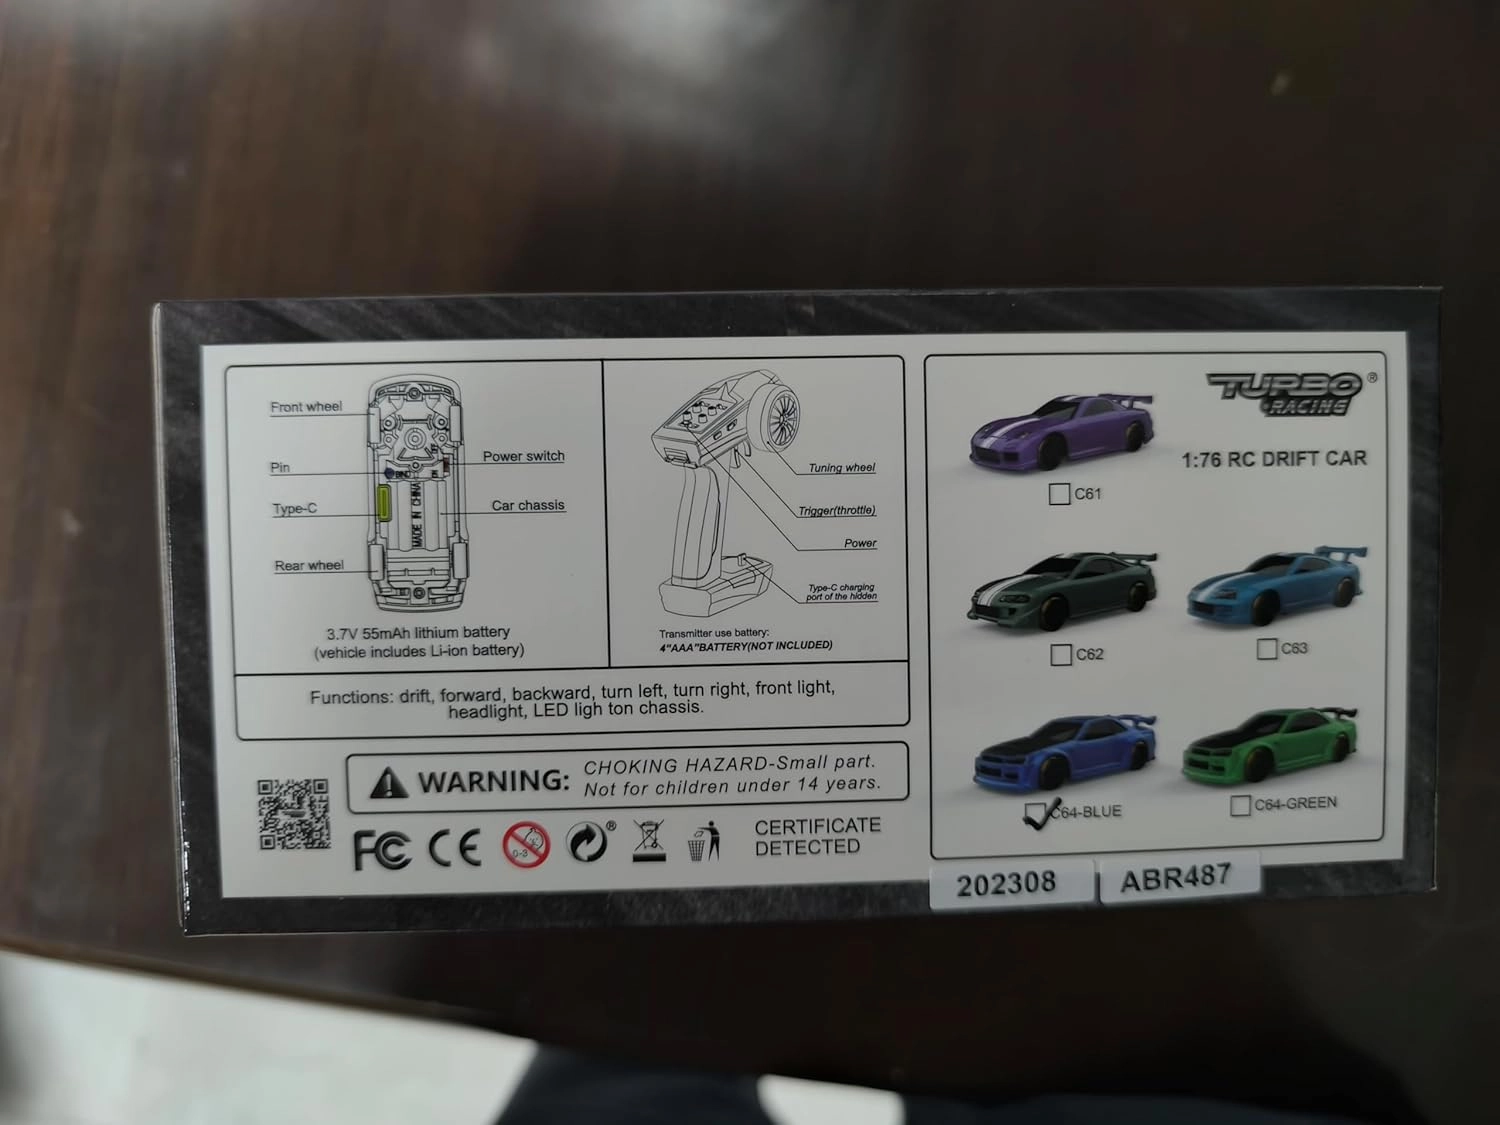 Front wheel
Pin
Type-C
Rear wheel
Power switch
Car chassis
MADE IN CHINA
3.7V 55mAh lithium battery
(vehicle includes Li-ion battery)
Tuning wheel
Trigger(throttle)
Power
Type-C charging
port of the hidden
Transmitter use battery:
4"AAA"BATTERY(NOT INCLUDED)
Functions: drift, forward, backward, turn left, turn right, front light,
headlight, LED ligh ton chassis.
WARNING:
CHOKING HAZARD-Small part.
Not for children under 14 years.
FC CE
0-3
®
CERTIFICATE
DETECTED
TURBO®
RACING
1:76 RC DRIFT CAR
C61
C62
C63
C64-BLUE
C64-GREEN
202308
ABR487